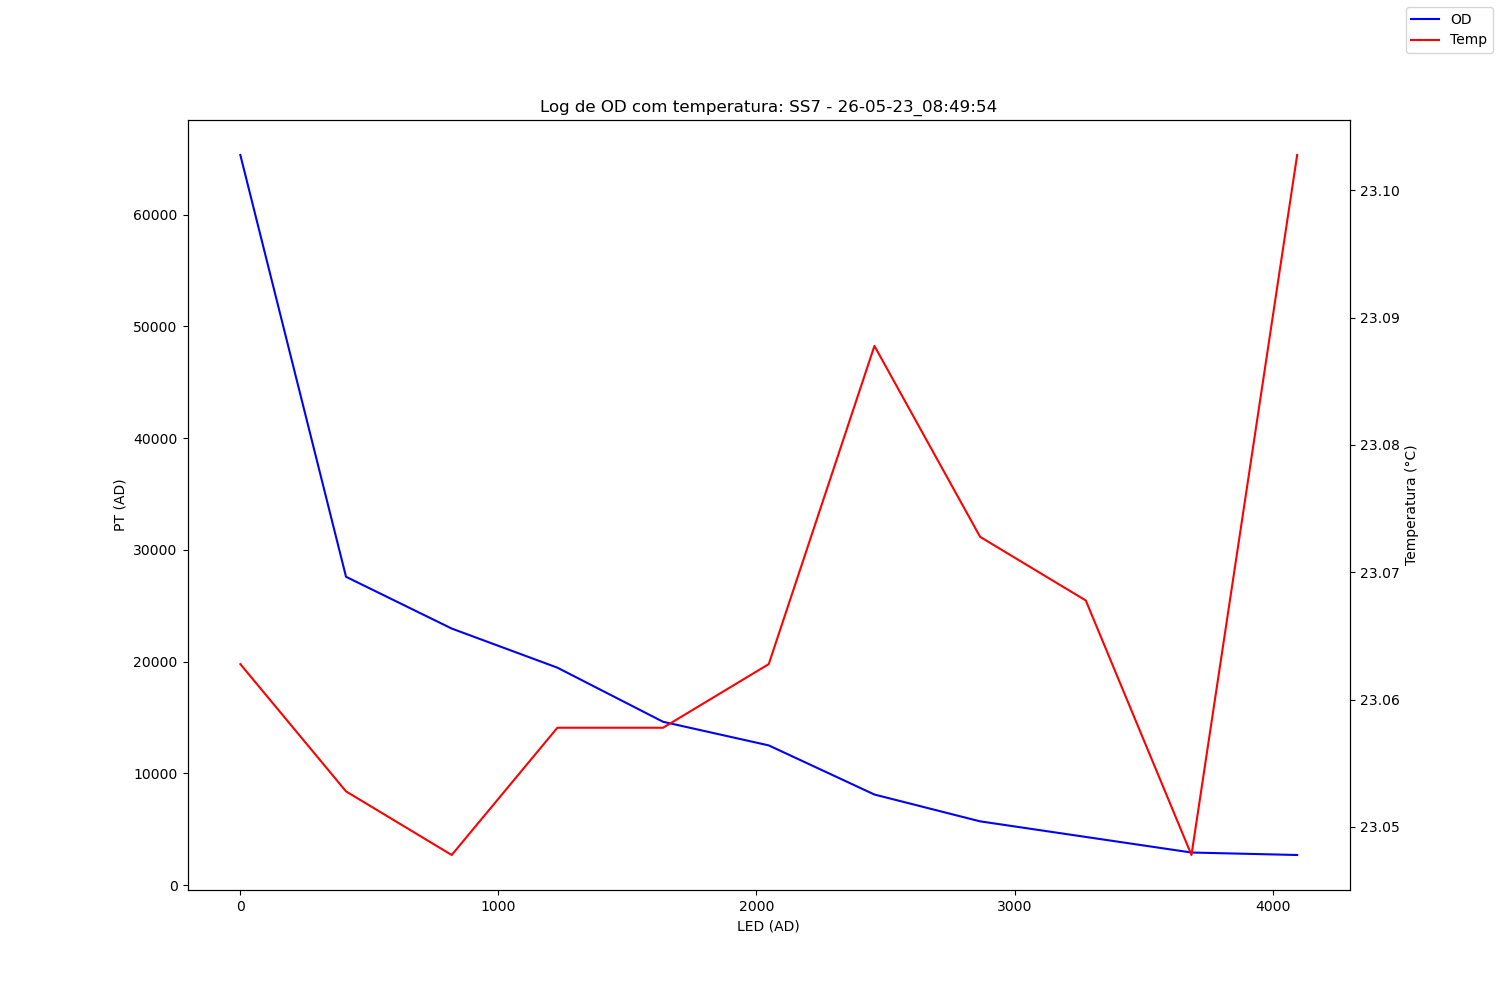 OD
Temp
Log de OD com temperatura: SS7 - 26-05-23_08:49:54
60000
50000
40000
30000
20000
10000
0
PT (AD)
23.10
23.09
23.08
23.07
23.06
23.05
Temperatura (°C)
0 1000 2000 3000 4000
LED (AD)